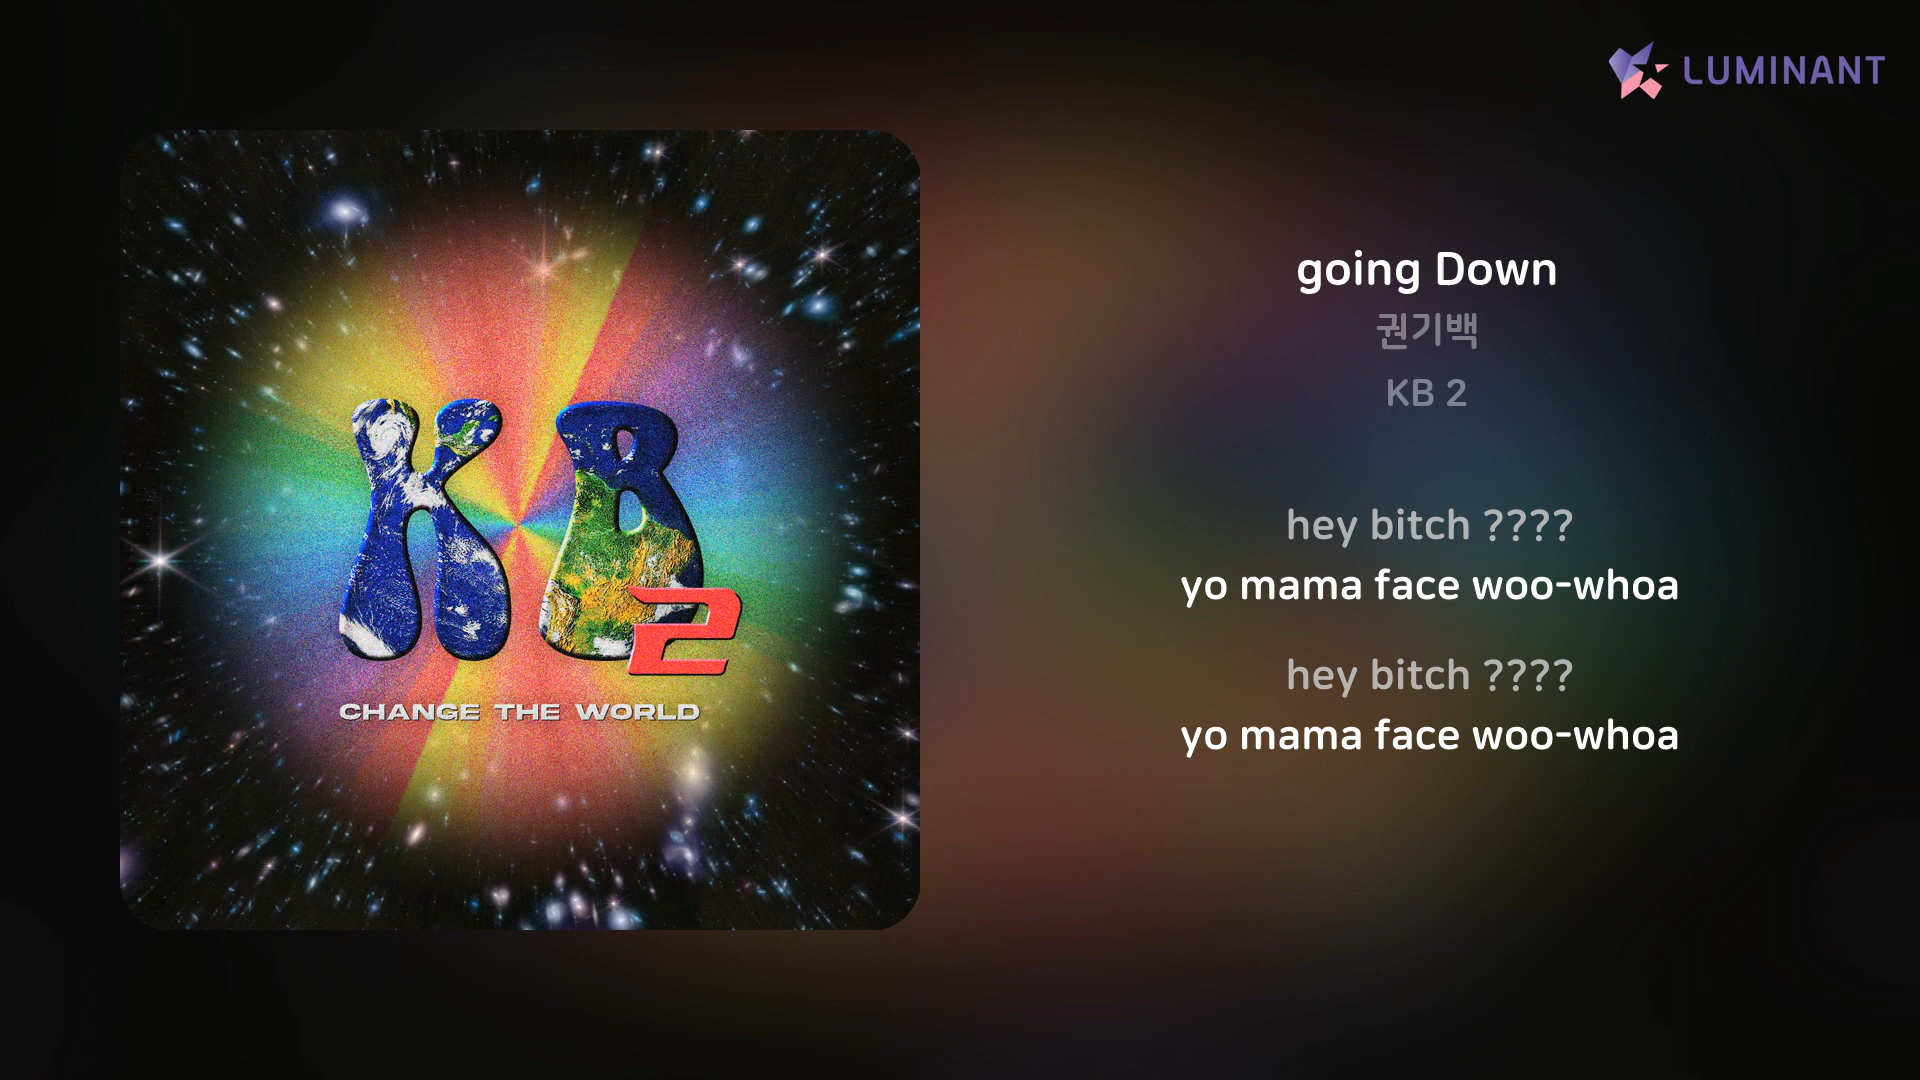 LUMINANT
KB
2
CHANGE THE WORLD
going Down
권기백
KB 2
hey bitch ????
yo mama face woo-whoa
hey bitch ????
yo mama face woo-whoa